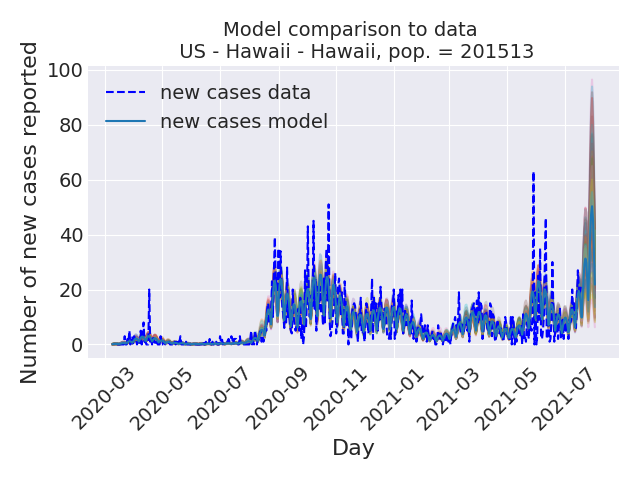 Model comparison to data
US - Hawaii - Hawaii, pop. = 201513
Number of new cases reported
100
80
60
40
20
0
new cases data
new cases model
2020-03
2020-05
2020-07
2020-09
2020-11
2021-01
2021-03
2021-05
2021-07
Day